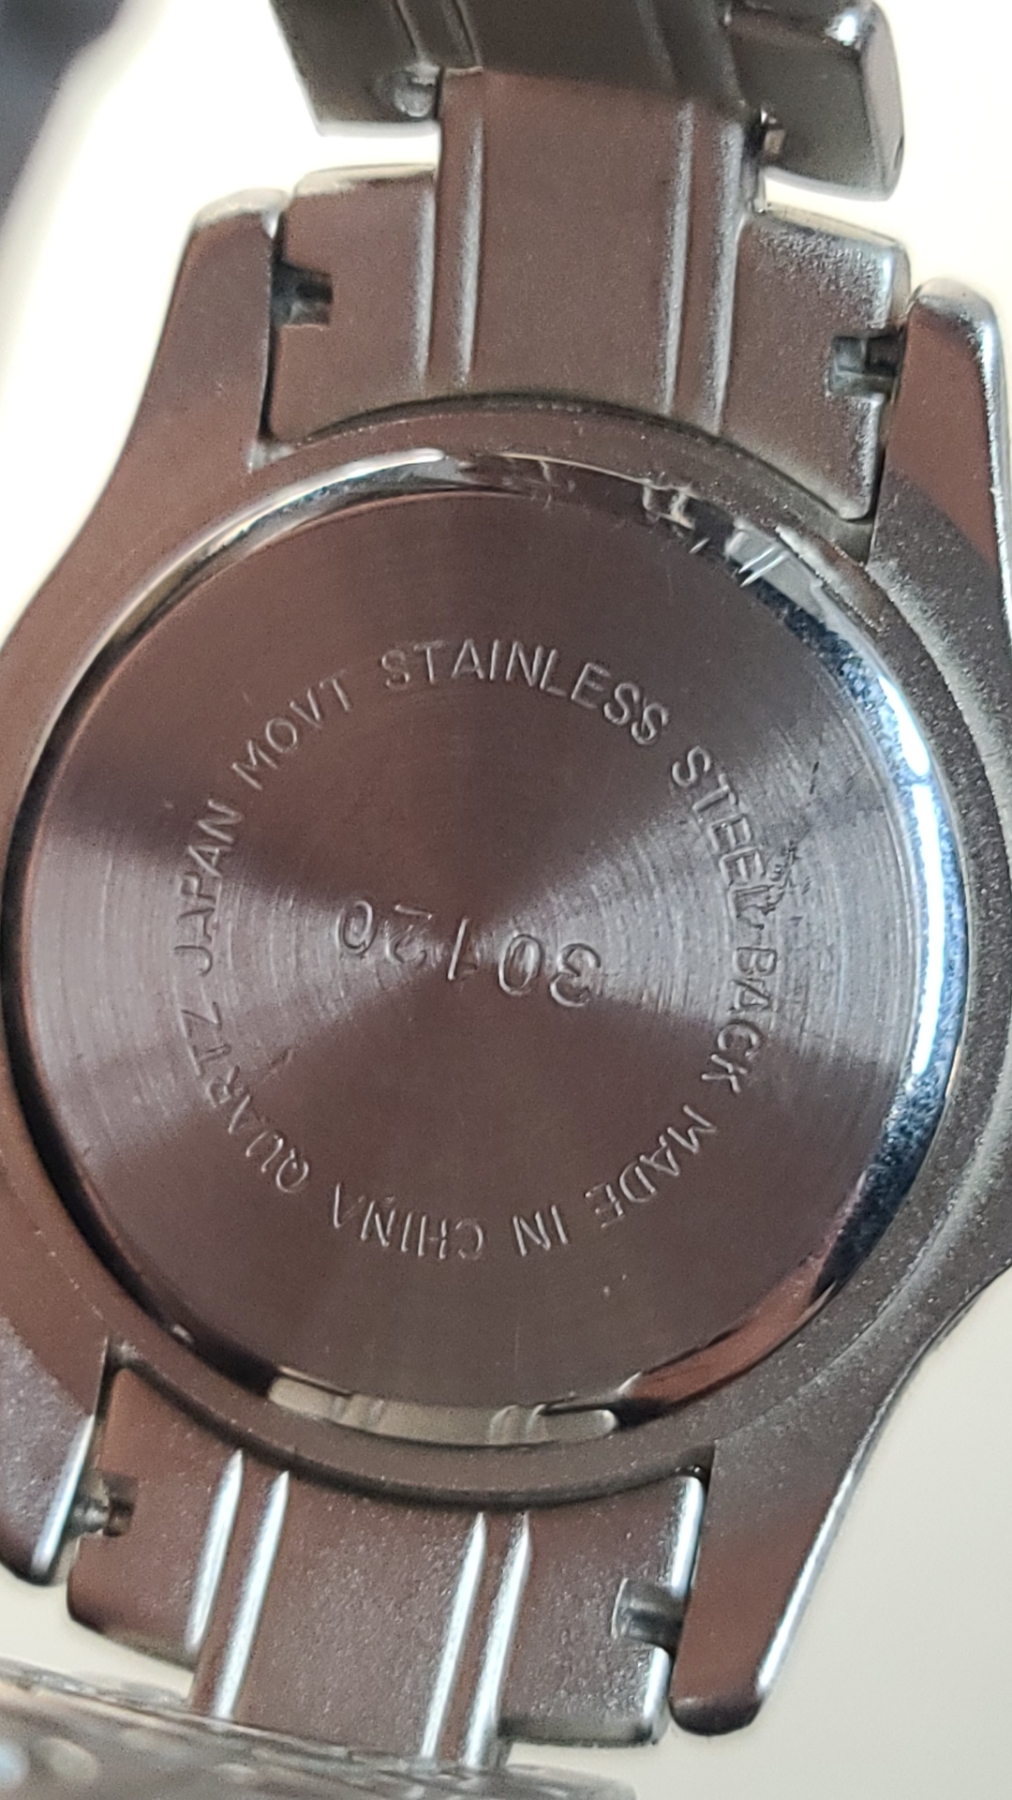 STAINLESS STEEL BACK MADE IN CHINA QUARTZ JAPAN MOVT
30120